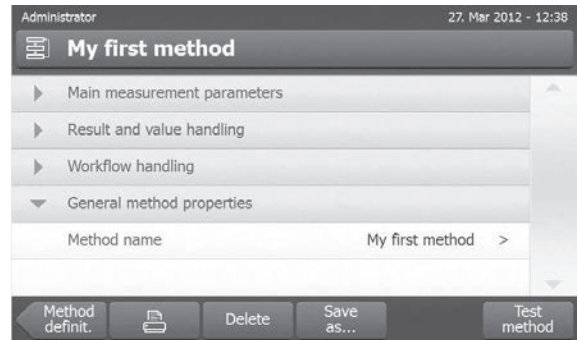 Administrator 27. Mar 2012 - 12:38
My first method
Main measurement parameters
Result and value handling
Workflow handling
General method properties
Method name My first method >
Method definit. Delete Save as... Test method